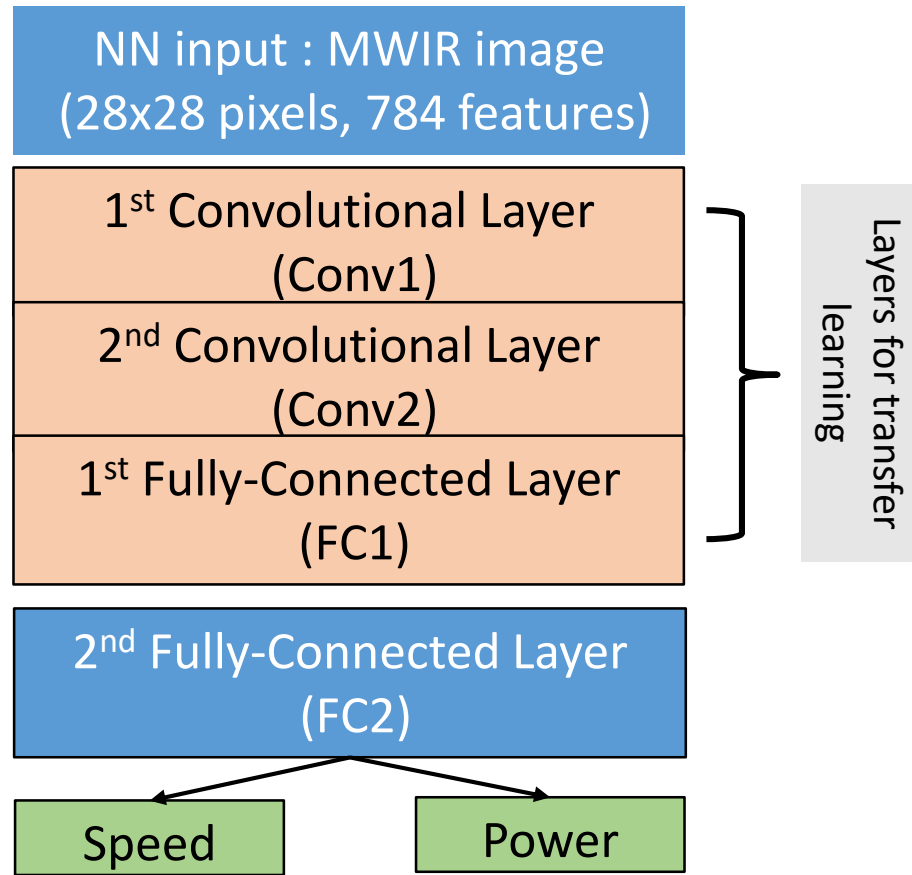 NN input : MWIR image
(28x28 pixels, 784 features)
1st Convolutional Layer
(Conv1)
2nd Convolutional Layer
(Conv2)
1st Fully-Connected Layer
(FC1)
Layers for transfer
learning
2nd Fully-Connected Layer
(FC2)
Speed
Power